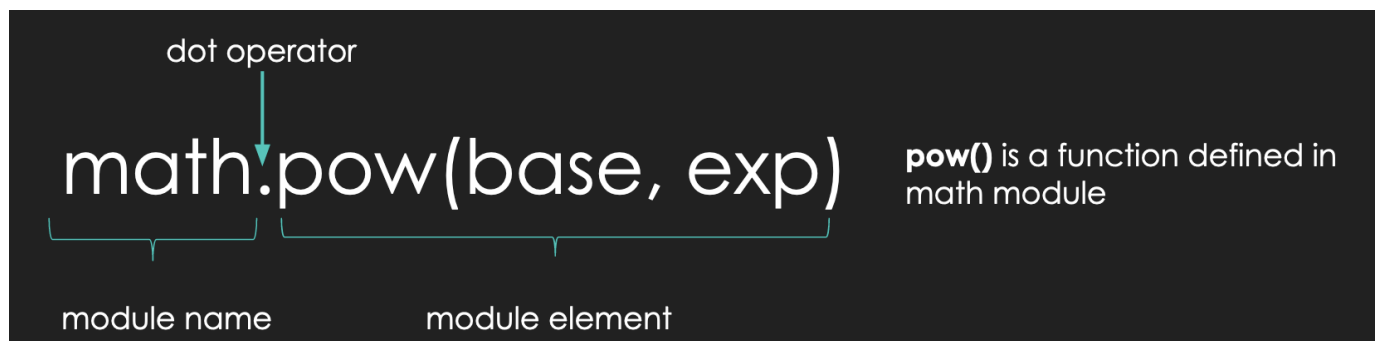 dot operator
math.pow(base, exp)
pow() is a function defined in
math module
module name
module element